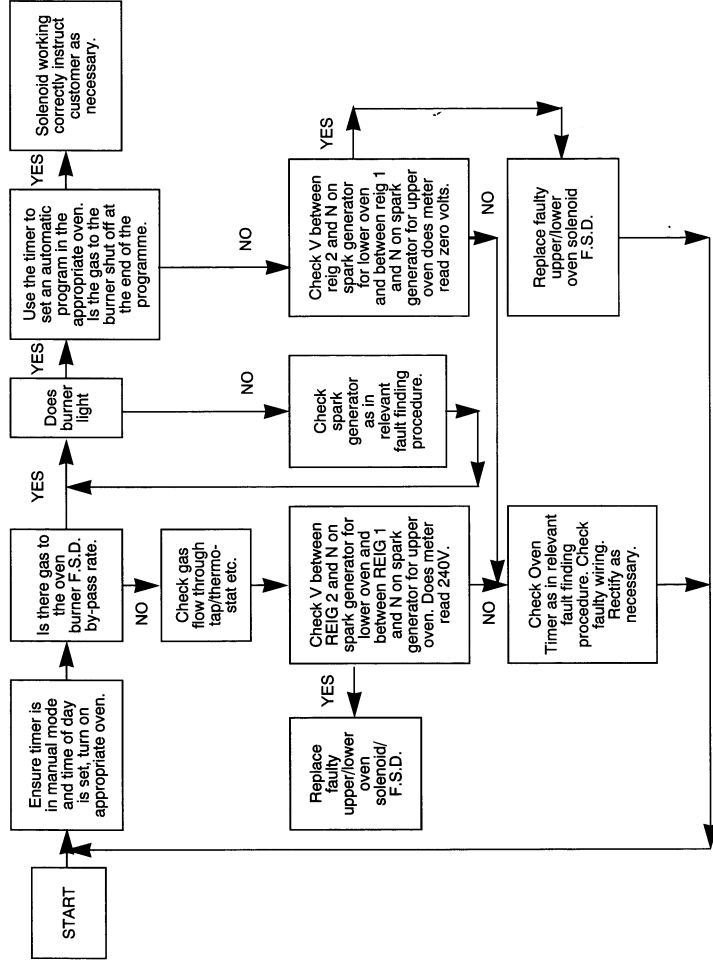 START
Ensure timer is
in manual mode
and time of day
is set, turn on
appropriate oven.
Is there gas to
the oven
burner F.S.D.
by-pass rate.
YES
Does
burner
light
YES
Use the timer to
set an automatic
program in the
appropriate oven.
Is the gas to the
burner shut off at
the end of the
programme.
YES
Solenoid working
correctly instruct
customer as
necessary.
NO
Check gas
flow through
tap/thermo-
stat etc.
NO
Check
spark
generator
as in
relevant
fault finding
procedure.
NO
Check V between
reig 2 and N on
spark generator
for lower oven
and between reig 1
and N on spark
generator for upper
oven does meter
read zero volts.
YES
NO
Replace
faulty
upper/lower
oven
solenoid/
F.S.D.
YES
Check V between
REIG 2 and N on
spark generator for
lower oven and
between REIG 1
and N on spark
generator for upper
oven. Does meter
read 240V.
NO
Check Oven
Timer as in relevant
fault finding
procedure. Check
faulty wiring.
Rectify as
necessary.
Replace faulty
upper/lower
oven solenoid
F.S.D.